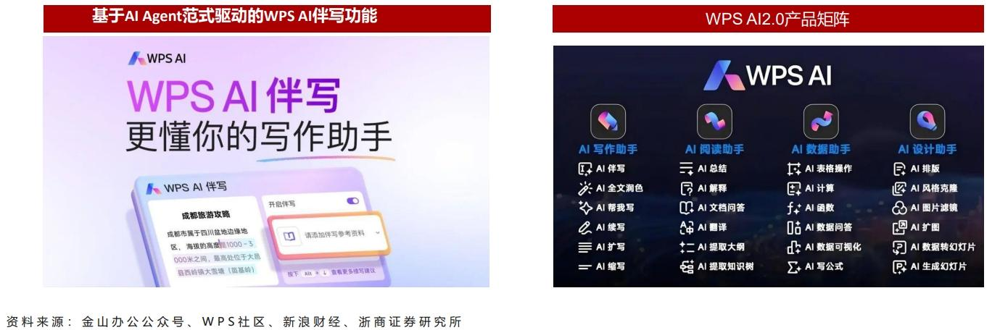 基于AI Agent范式驱动的WPS AI伴写功能
WPS AI
WPS AI 伴写
更懂你的写作助手
WPS AI 伴写
成都旅游攻略
成都市属于四川盆地边缘地
区， 海拔的高度是1000-3
000米之间，最高处位于大邑
县西岭镇大雪塘（苗基岭）
开启伴写
请添加伴写参考资料
按下 Alt + ↓ 查看更多续写建议
WPS AI2.0产品矩阵
WPS AI
AI 写作助手
AI 伴写
AI 全文润色
AI 帮我写
AI 续写
AI 扩写
AI 缩写
AI 阅读助手
AI 总结
AI 解释
AI 文档问答
AI 翻译
AI 提取大纲
AI 提取知识树
AI 数据助手
AI 表格操作
AI 计算
AI 函数
AI 数据问答
AI 数据可视化
AI 写公式
AI 设计助手
AI 排版
AI 风格克隆
AI 图片滤镜
AI 扩图
AI 数据转幻灯片
AI 生成幻灯片
资料来源：金山办公公众号、WPS社区、新浪财经、浙商证券研究所